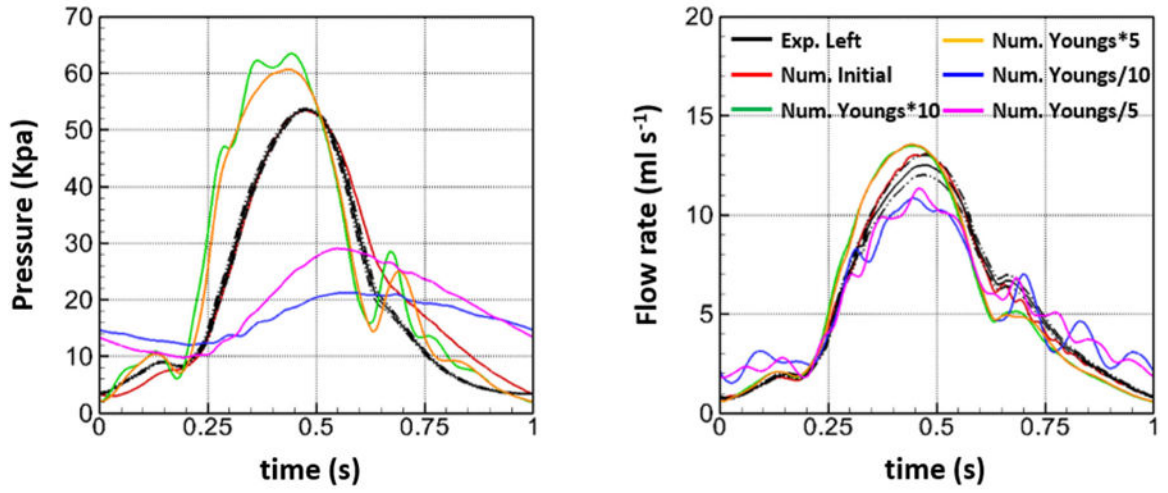 70
60
50
40
30
20
10
0
Pressure (Kpa)
0 0.25 0.5 0.75 1
time (s)
20
15
10
5
0
Flow rate (ml s-1)
Exp. Left
Num. Initial
Num. Youngs*10
Num. Youngs*5
Num. Youngs/10
Num. Youngs/5
0 0.25 0.5 0.75 1
time (s)